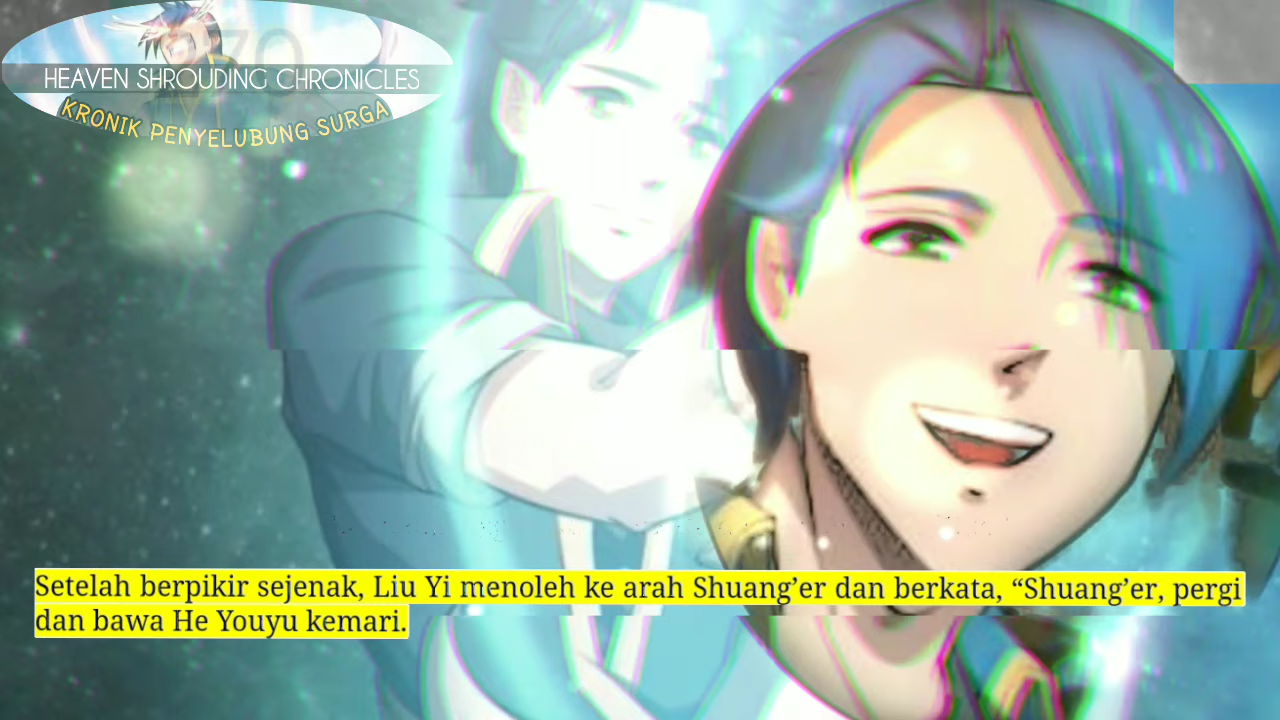 HEAVEN SHROUDING CHRONICLES
KRONIK PENYELUBUNG SURGA
Setelah berpikir sejenak, Liu Yi menoleh ke arah Shuang’er dan berkata, “Shuang’er, pergi
dan bawa He Youyu kemari.